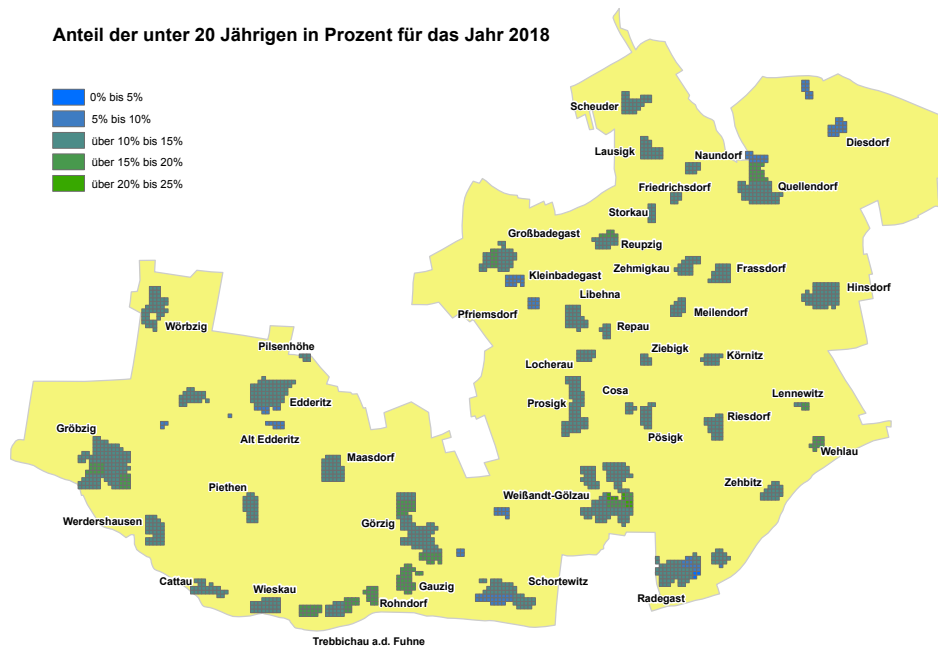 Anteil der unter 20 Jährigen in Prozent für das Jahr 2018
0% bis 5%
5% bis 10%
über 10% bis 15%
über 15% bis 20%
über 20% bis 25%
Scheuder
Diesdorf
Lausigk
Naundorf
Friedrichsdorf
Quellendorf
Storkau
Großbadegast
Reupzig
Zehmigkau
Frassdorf
Kleinbadegast
Hinsdorf
Libehna
Pfriemsdorf
Meilendorf
Wörbzig
Repau
Pilsenhöhe
Ziebigk
Körnitz
Locherau
Edderitz
Prosigk
Cosa
Lennewitz
Gröbzig
Alt Edderitz
Pösigk
Riesdorf
Wehlau
Maasdorf
Zehbitz
Piethen
Weißandt-Gölzau
Werdershausen
Görzig
Cattau
Wieskau
Gauzig
Schortewitz
Rohndorf
Radegast
Trebbichau a.d. Fuhne